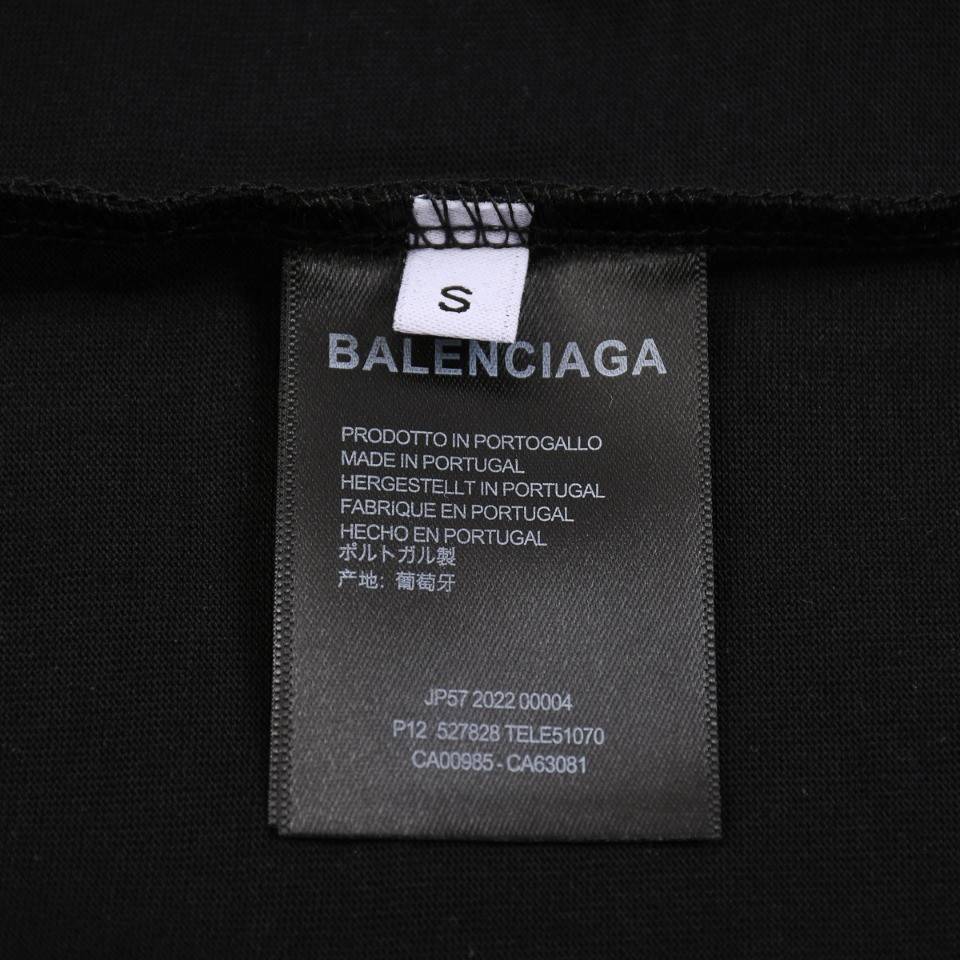 S
BALENCIAGA
PRODOTTO IN PORTOGALLO
MADE IN PORTUGAL
HERGESTELLT IN PORTUGAL
FABRIQUE EN PORTUGAL
HECHO EN PORTUGAL
ポルトガル製
产地: 葡萄牙
JP57 2022 00004
P12 527828 TELE51070
CA00985 - CA63081